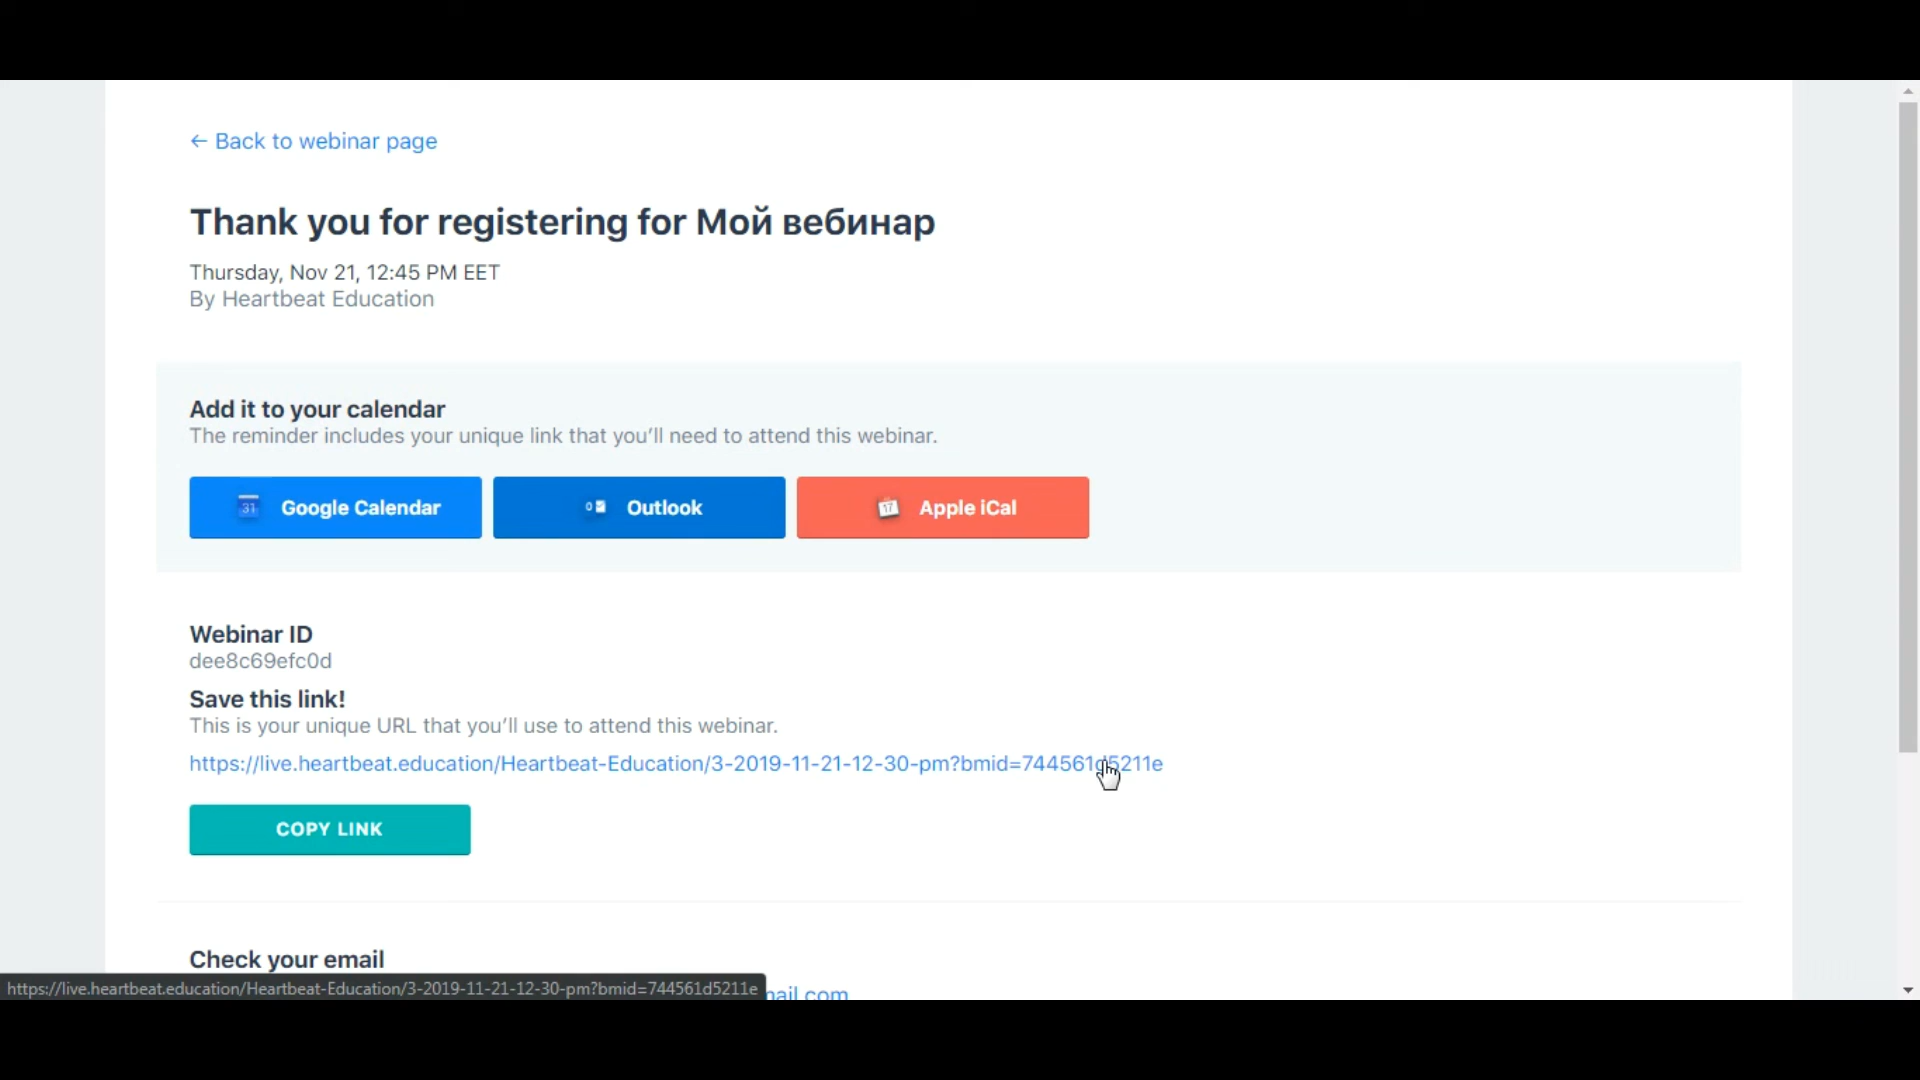 ← Back to webinar page
Thank you for registering for Мой вебинар
Thursday, Nov 21, 12:45 PM EET
By Heartbeat Education
Add it to your calendar
The reminder includes your unique link that you'll need to attend this webinar.
31 Google Calendar
Outlook
17 Apple iCal
Webinar ID
dee8c69efc0d
Save this link!
This is your unique URL that you'll use to attend this webinar.
https://live.heartbeat.education/Heartbeat-Education/3-2019-11-21-12-30-pm?bmid=744561d5211e
COPY LINK
Check your email
https://live.heartbeat.education/Heartbeat-Education/3-2019-11-21-12-30-pm?bmid=744561d5211e